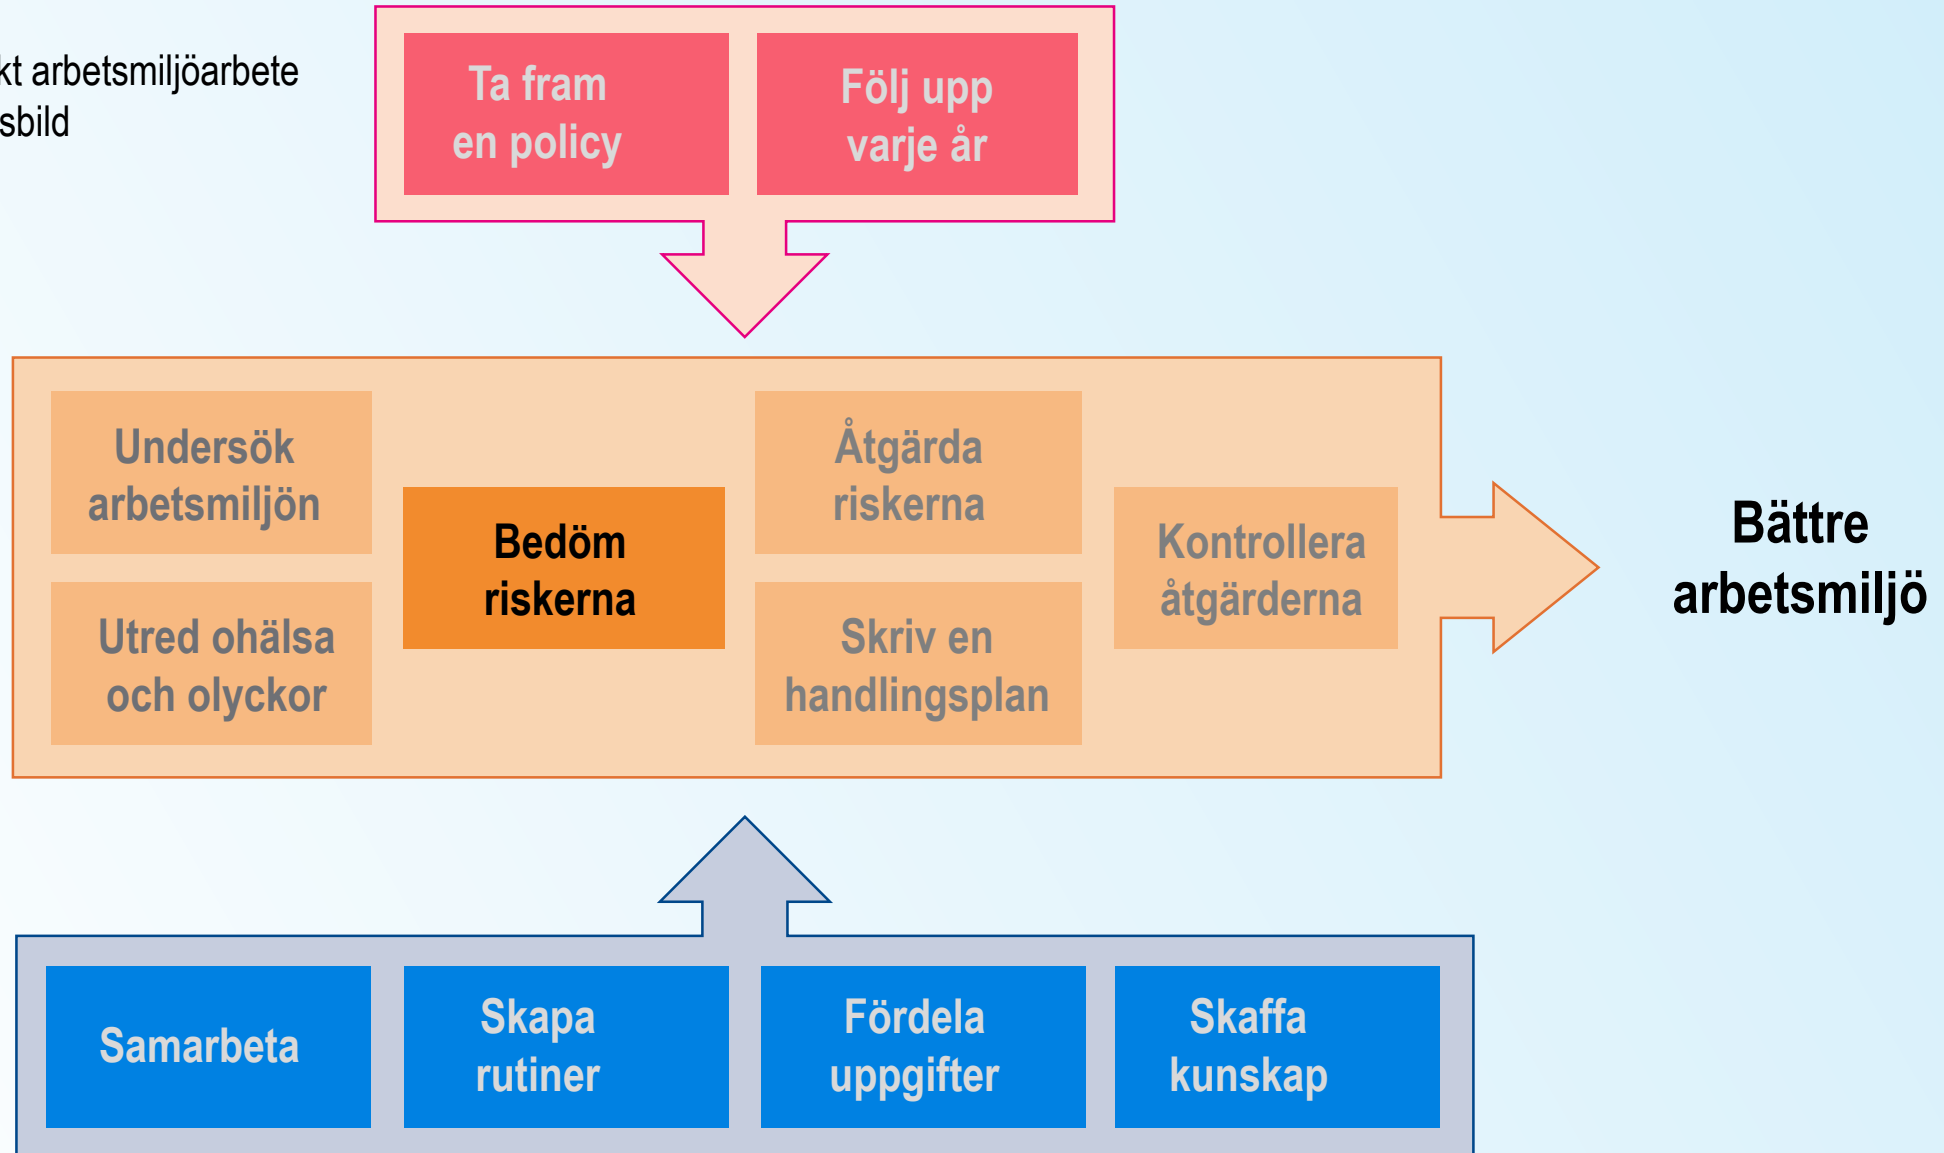 kt arbetsmiljöarbete
sbild
Ta fram
en policy
Följ upp
varje år
Undersök
arbetsmiljön
Utred ohälsa
och olyckor
Bedöm
riskerna
Åtgärda
riskerna
Skriv en
handlingsplan
Kontrollera
åtgärderna
Bättre
arbetsmiljö
Samarbeta
Skapa
rutiner
Fördela
uppgifter
Skaffa
kunskap